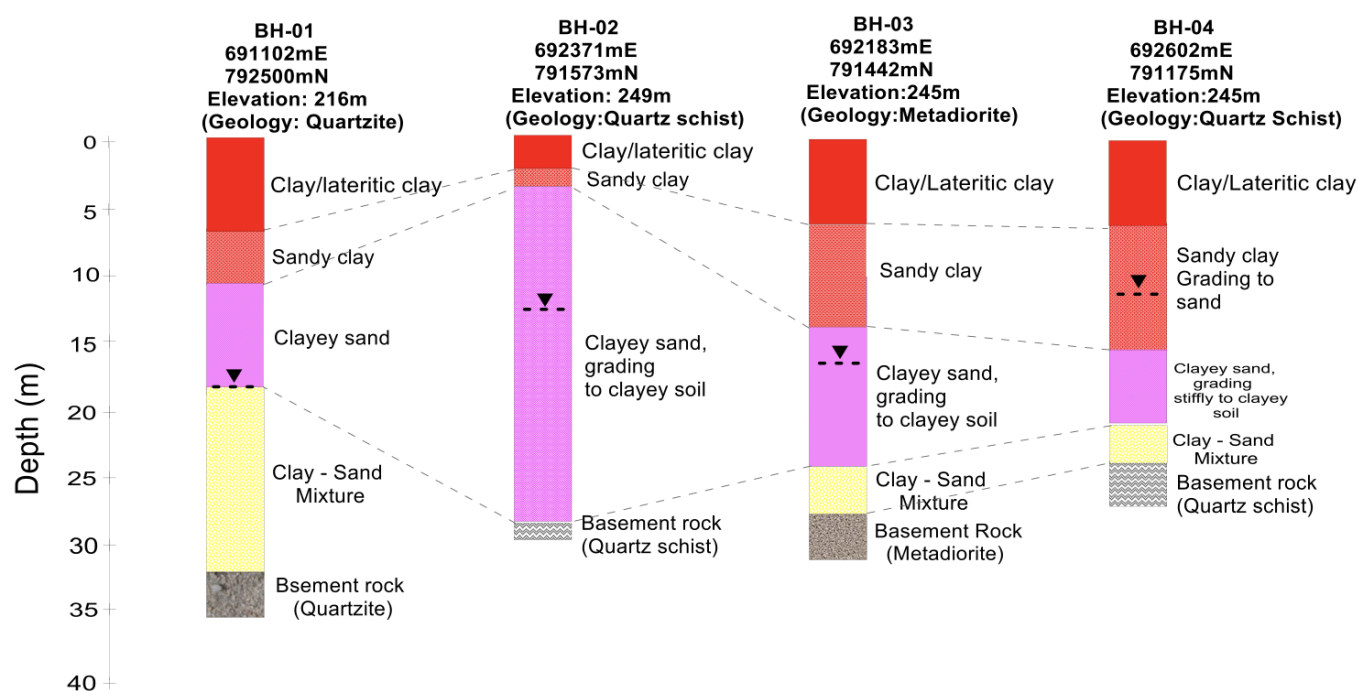 BH-01
691102mE
792500mN
Elevation: 216m
(Geology: Quartzite)
BH-02
692371mE
791573mN
Elevation: 249m
(Geology:Quartz schist)
BH-03
692183mE
791442mN
Elevation:245m
(Geology:Metadiorite)
BH-04
692602mE
791175mN
Elevation:245m
(Geology:Quartz Schist)
Depth (m)
0
5
10
15
20
25
30
35
40
Clay/lateritic clay
Sandy clay
Clayey sand
Clay - Sand
Mixture
Bsement rock
(Quartzite)
Clay/lateritic clay
Sandy clay
Clayey sand,
grading
to clayey soil
Basement rock
(Quartz schist)
Clay/Lateritic clay
Sandy clay
Clayey sand,
grading
to clayey soil
Clay - Sand
Mixture
Basement Rock
(Metadiorite)
Clay/Lateritic clay
Sandy clay
Grading to
sand
Clayey sand,
grading
stiffly to clayey
soil
Clay - Sand
Mixture
Basement rock
(Quartz schist)